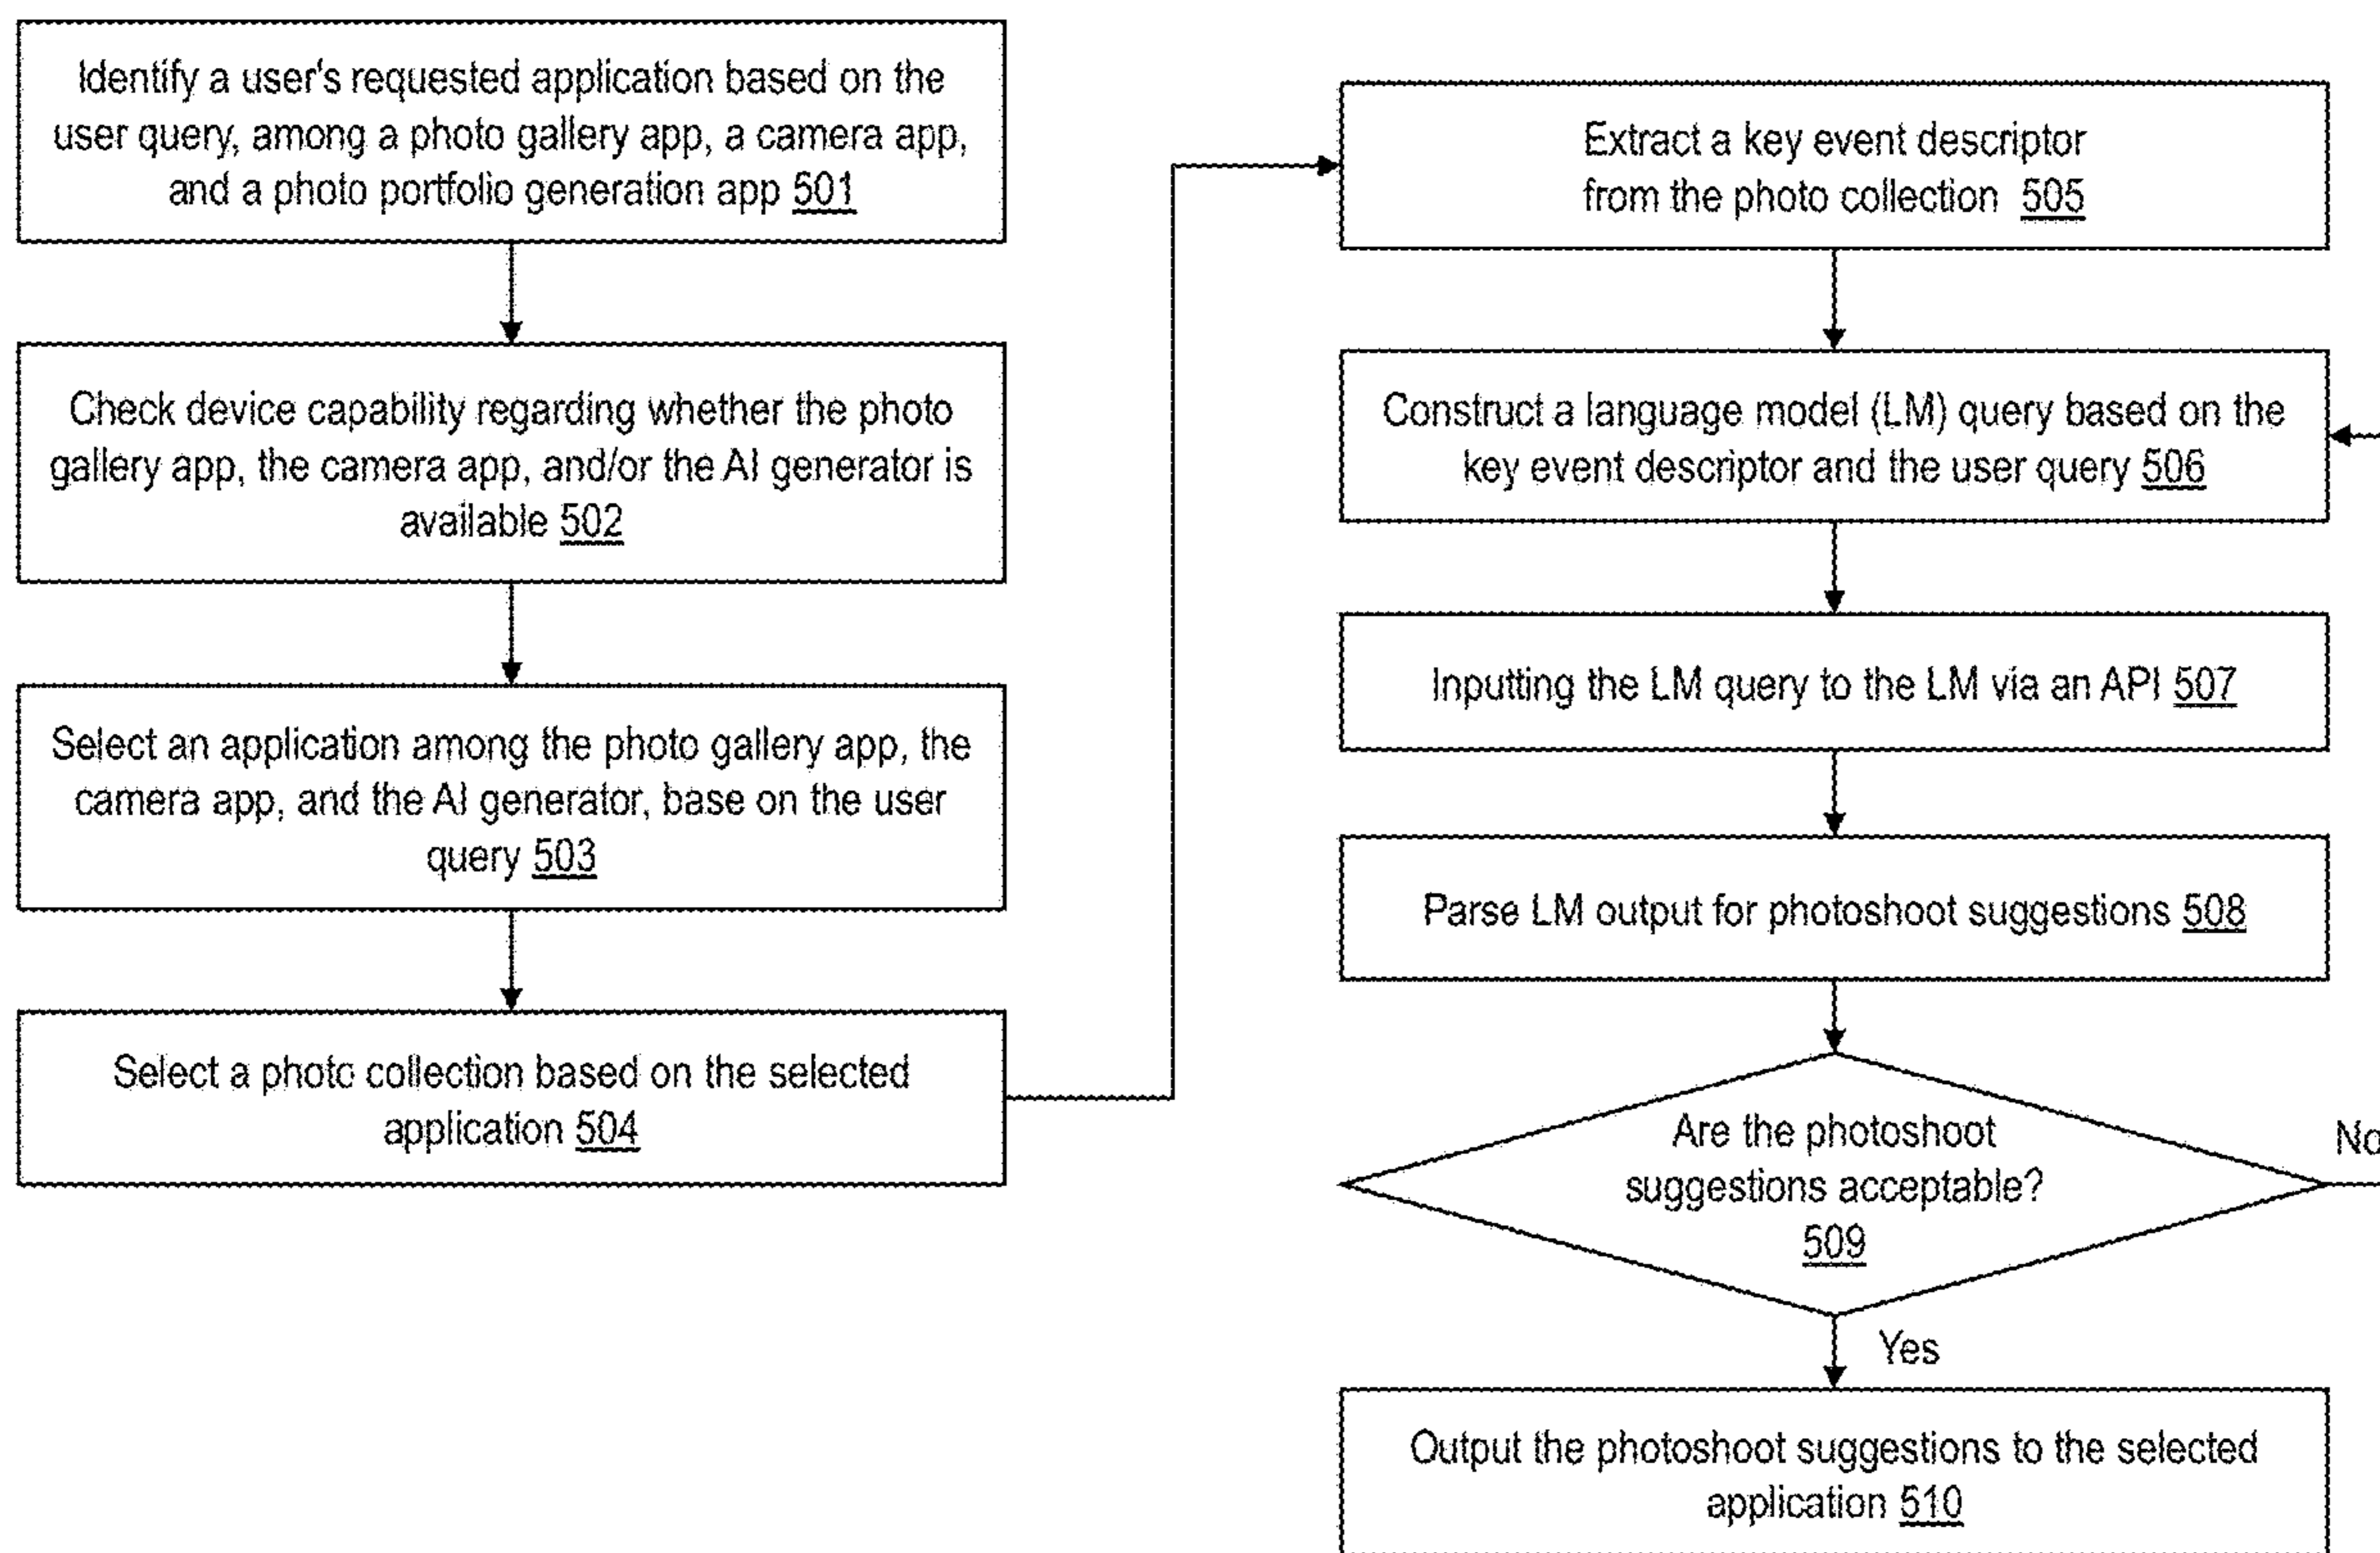 Identify a user's requested application based on the
user query, among a photo gallery app, a camera app,
and a photo portfolio generation app 501
Check device capability regarding whether the photo
gallery app, the camera app, and/or the AI generator is
available 502
Select an application among the photo gallery app, the
camera app, and the AI generator, base on the user
query 503
Select a photo collection based on the selected
application 504
Extract a key event descriptor
from the photo collection 505
Construct a language model (LM) query based on the
key event descriptor and the user query 506
Inputting the LM query to the LM via an API 507
Parse LM output for photoshoot suggestions 508
Are the photoshoot
suggestions acceptable?
509
No
Yes
Output the photoshoot suggestions to the selected
application 510